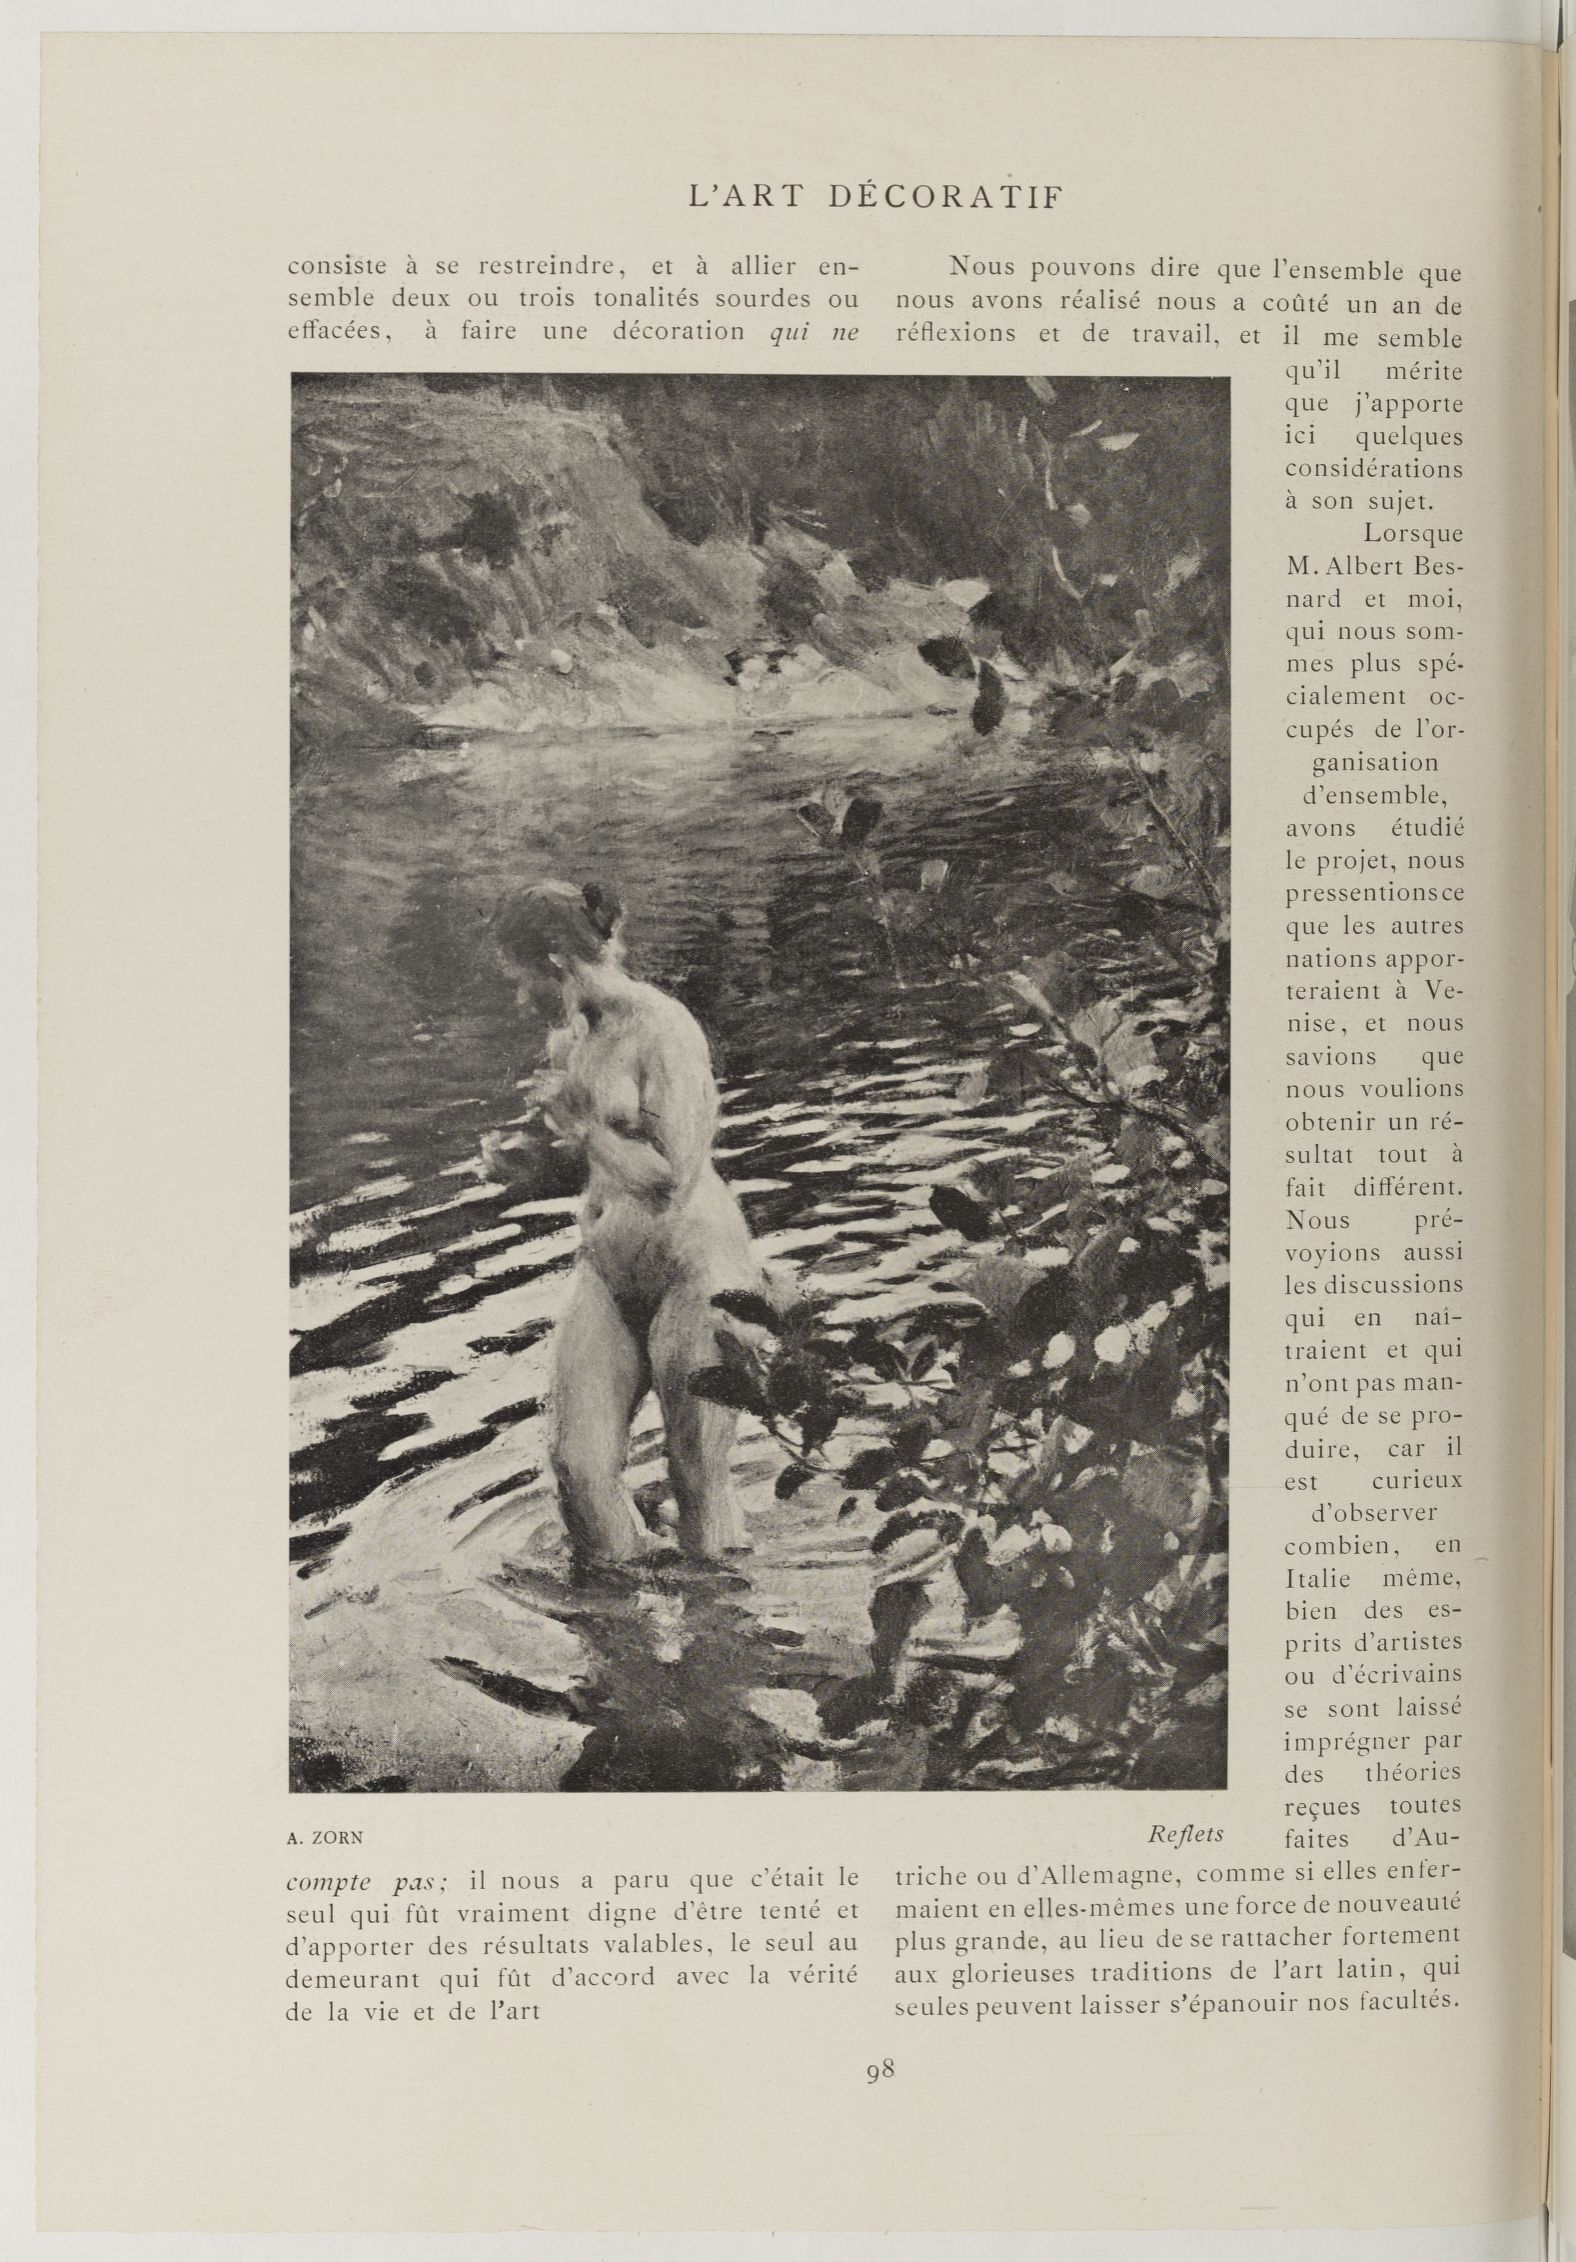 L'ART DÉCORATIF
consiste à se restreindre, et à allier en-
semble deux ou trois tonalités sourdes ou
effacées, à faire une décoration qui ne
A. ZORN
Reflets
compte pas; il nous a paru que c'était le
seul qui fût vraiment digne d'être tenté et
d'apporter des résultats valables, le seul au
demeurant qui fût d'accord avec la vérité
de la vie et de l'art
Nous pouvons dire que l'ensemble que
nous avons réalisé nous a coûté un an de
réflexions et de travail, et il me semble
qu'il mérite
que j'apporte
ici quelques
considérations
à son sujet.
Lorsque
M. Albert Bes-
nard et moi,
qui nous som-
mes plus spé-
cialement oc-
cupés de l'or-
ganisation
d'ensemble,
avons étudié
le projet, nous
pressentions ce
que les autres
nations appor-
teraient à Ve-
nise, et nous
savions que
nous voulions
obtenir un ré-
sultat tout à
fait différent.
Nous pré-
voyions aussi
les discussions
qui en naî-
traient et qui
n'ont pas man-
qué de se pro-
duire, car il
est curieux
d'observer
combien, en
Italie même,
bien des es-
prits d'artistes
ou d'écrivains
se sont laissé
imprégner par
des théories
reçues toutes
faites d'Au-
triche ou d'Allemagne, comme si elles enfer-
maient en elles-mêmes une force de nouveauté
plus grande, au lieu de se rattacher fortement
aux glorieuses traditions de l'art latin, qui
seules peuvent laisser s'épanouir nos facultés.
98